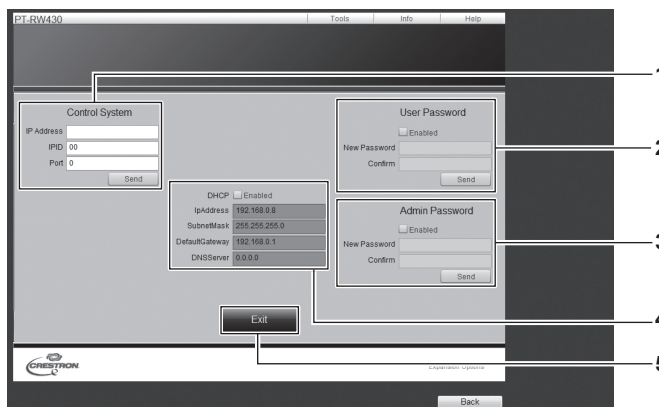 PT-RW430
Tools
Info
Help
Control System
IP Address
IPID 00
Port 0
Send
User Password
Enabled
New Password
Confirm
Send
DHCP Enabled
IpAddress 192.168.0.8
SubnetMask 255.255.255.0
DefaultGateway 192.168.0.1
DNSServer 0.0.0.0
Admin Password
Enabled
New Password
Confirm
Send
Exit
CRESTRON
Expansion Options
Back
1
2
3
4
5